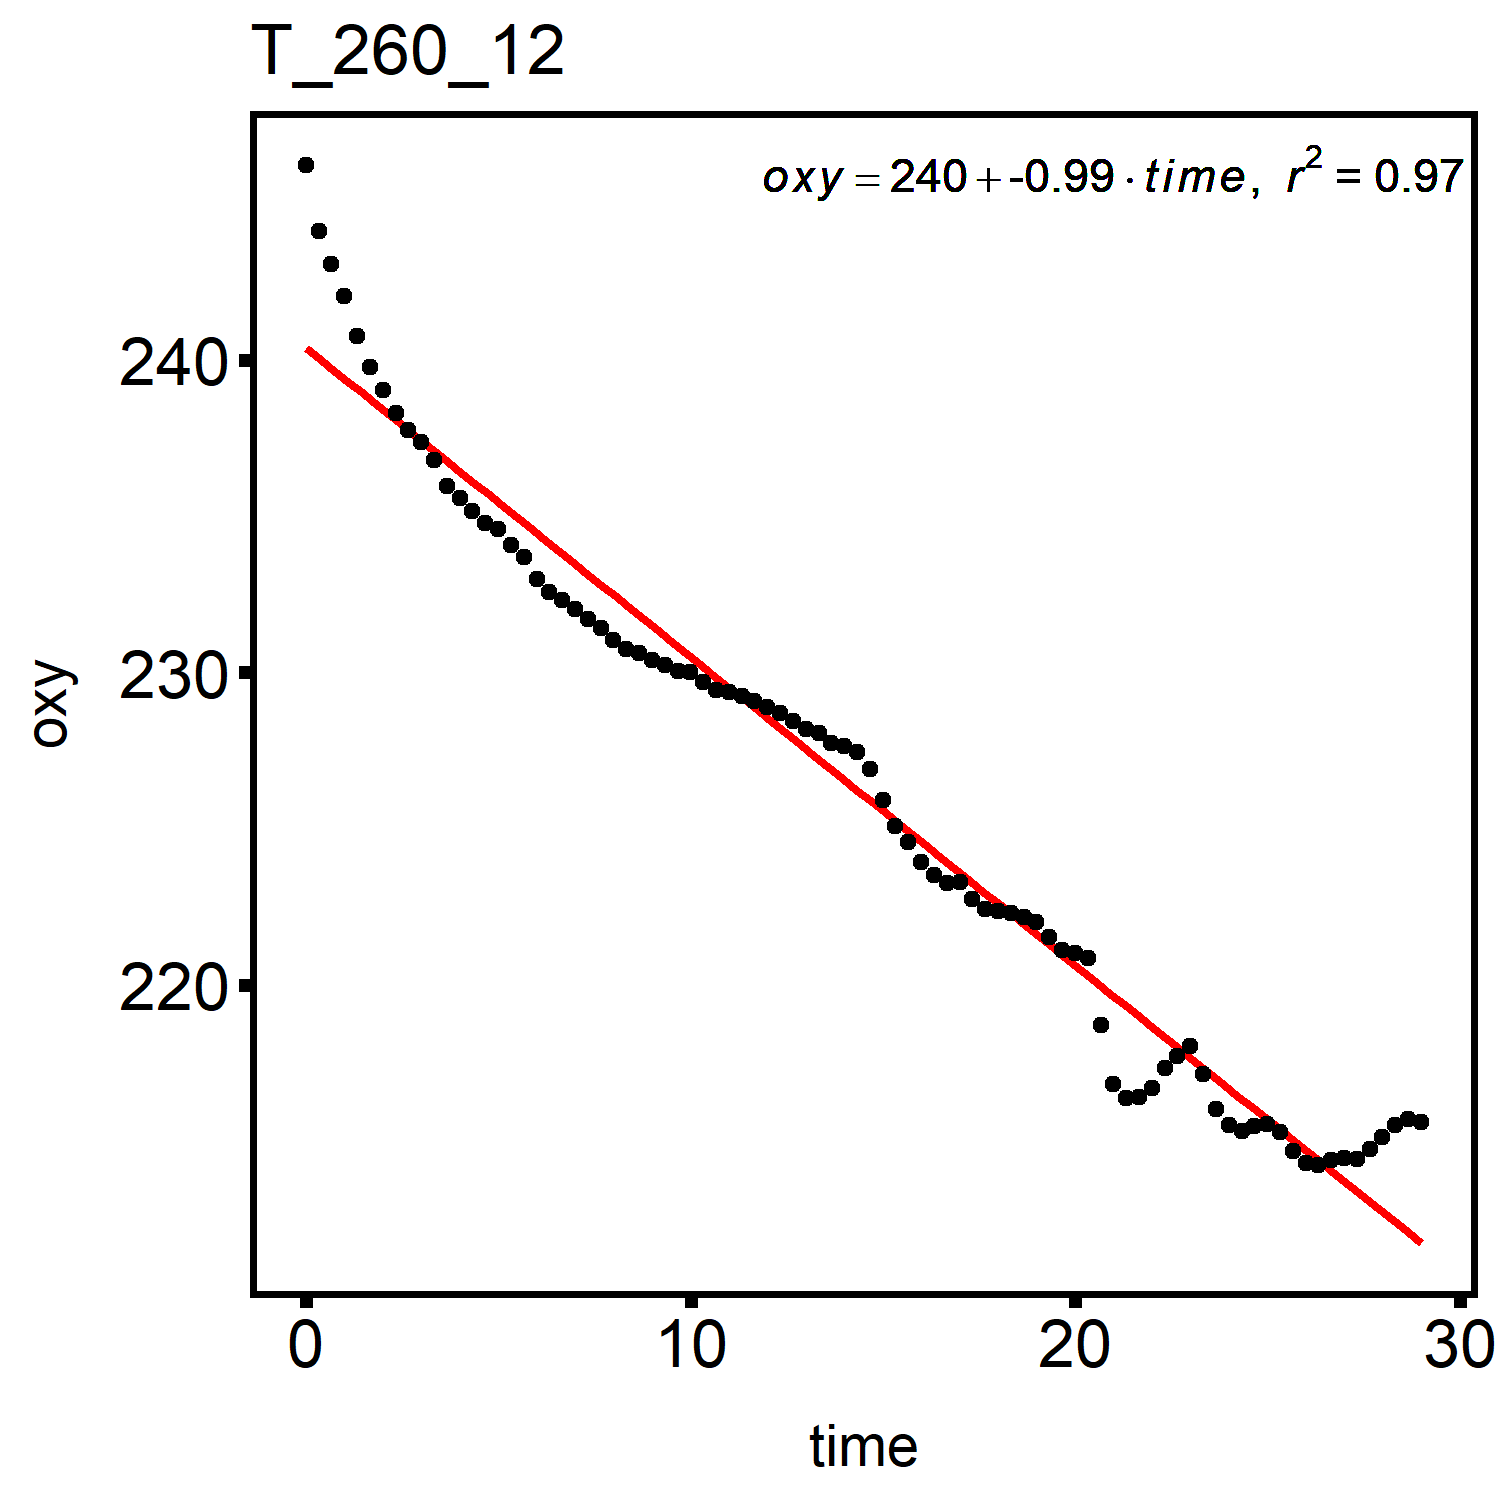 T_260_12
oxy = 240 + -0.99 · time, r² = 0.97
240
230
220
oxy
0 10 20 30
time